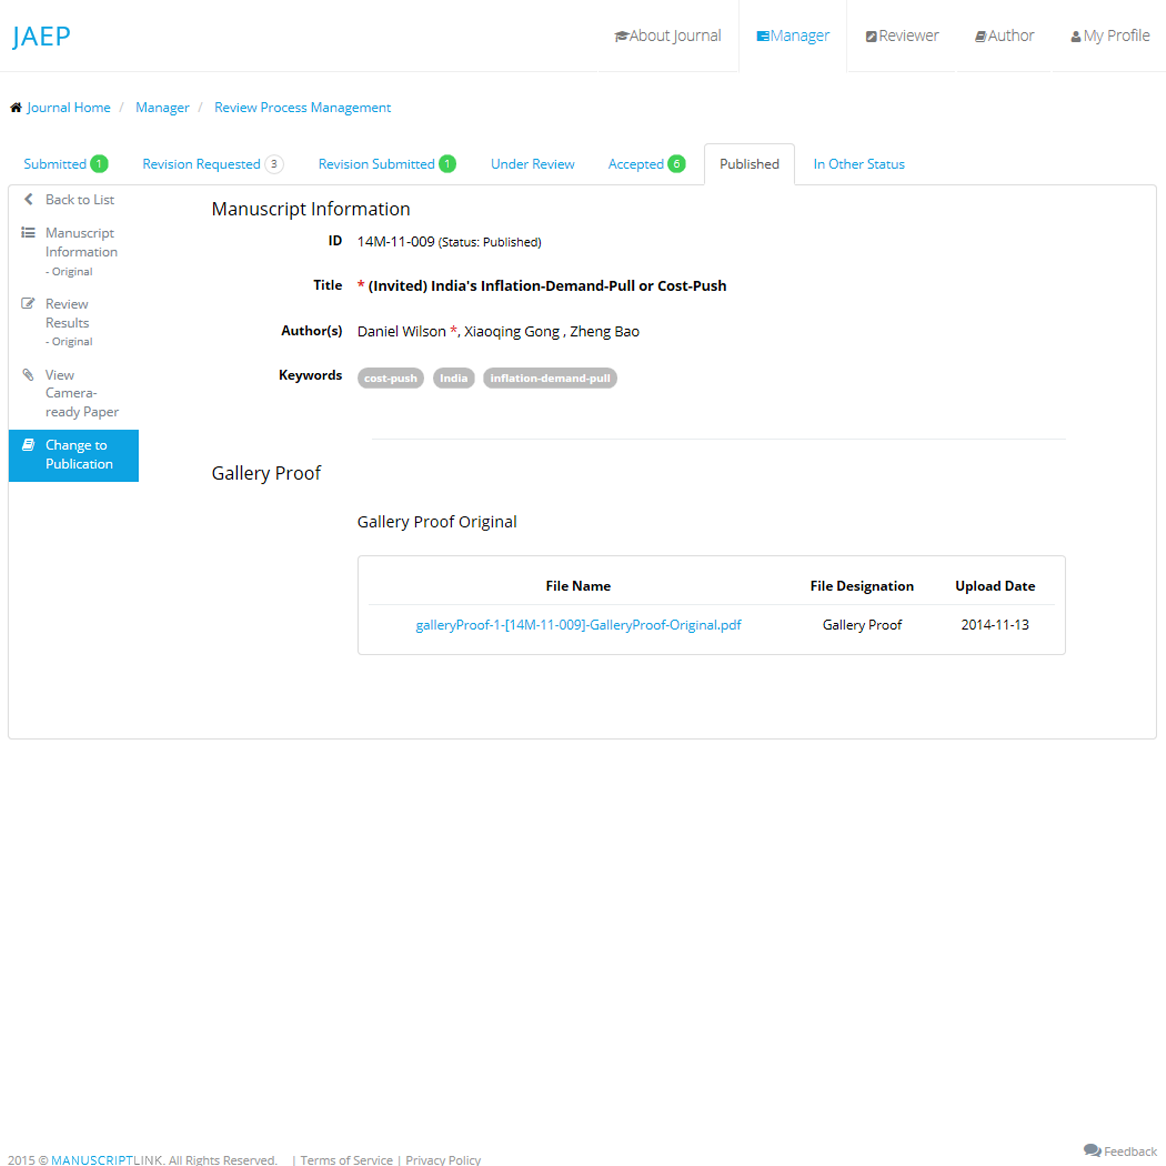 JAEP
About Journal
Manager
Reviewer
Author
My Profile
Journal Home / Manager / Review Process Management
Submitted 1
Revision Requested 3
Revision Submitted 1
Under Review
Accepted 6
Published
In Other Status
Back to List
Manuscript
Information
- Original
Review
Results
- Original
View
Camera-
ready Paper
Change to
Publication
Manuscript Information
ID 14M-11-009 (Status: Published)
Title * (Invited) India's Inflation-Demand-Pull or Cost-Push
Author(s) Daniel Wilson *, Xiaoqing Gong , Zheng Bao
Keywords cost-push India inflation-demand-pull
Gallery Proof
Gallery Proof Original
File Name File Designation Upload Date
galleryProof-1-[14M-11-009]-GalleryProof-Original.pdf Gallery Proof 2014-11-13
Feedback
2015 © MANUSCRIPTLINK. All Rights Reserved. | Terms of Service | Privacy Policy